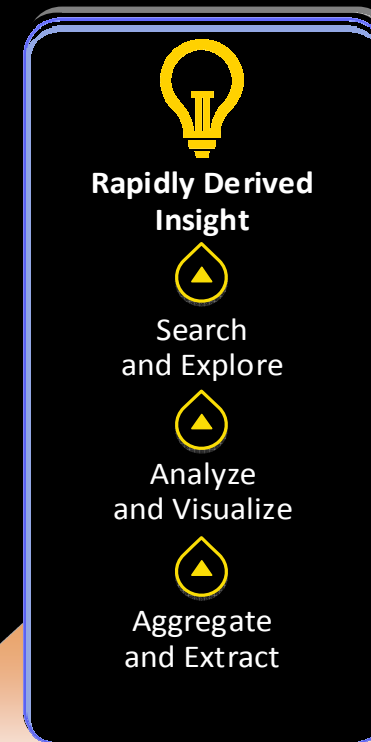 Rapidly Derived
Insight
Search
and Explore
Analyze
and Visualize
Aggregate
and Extract